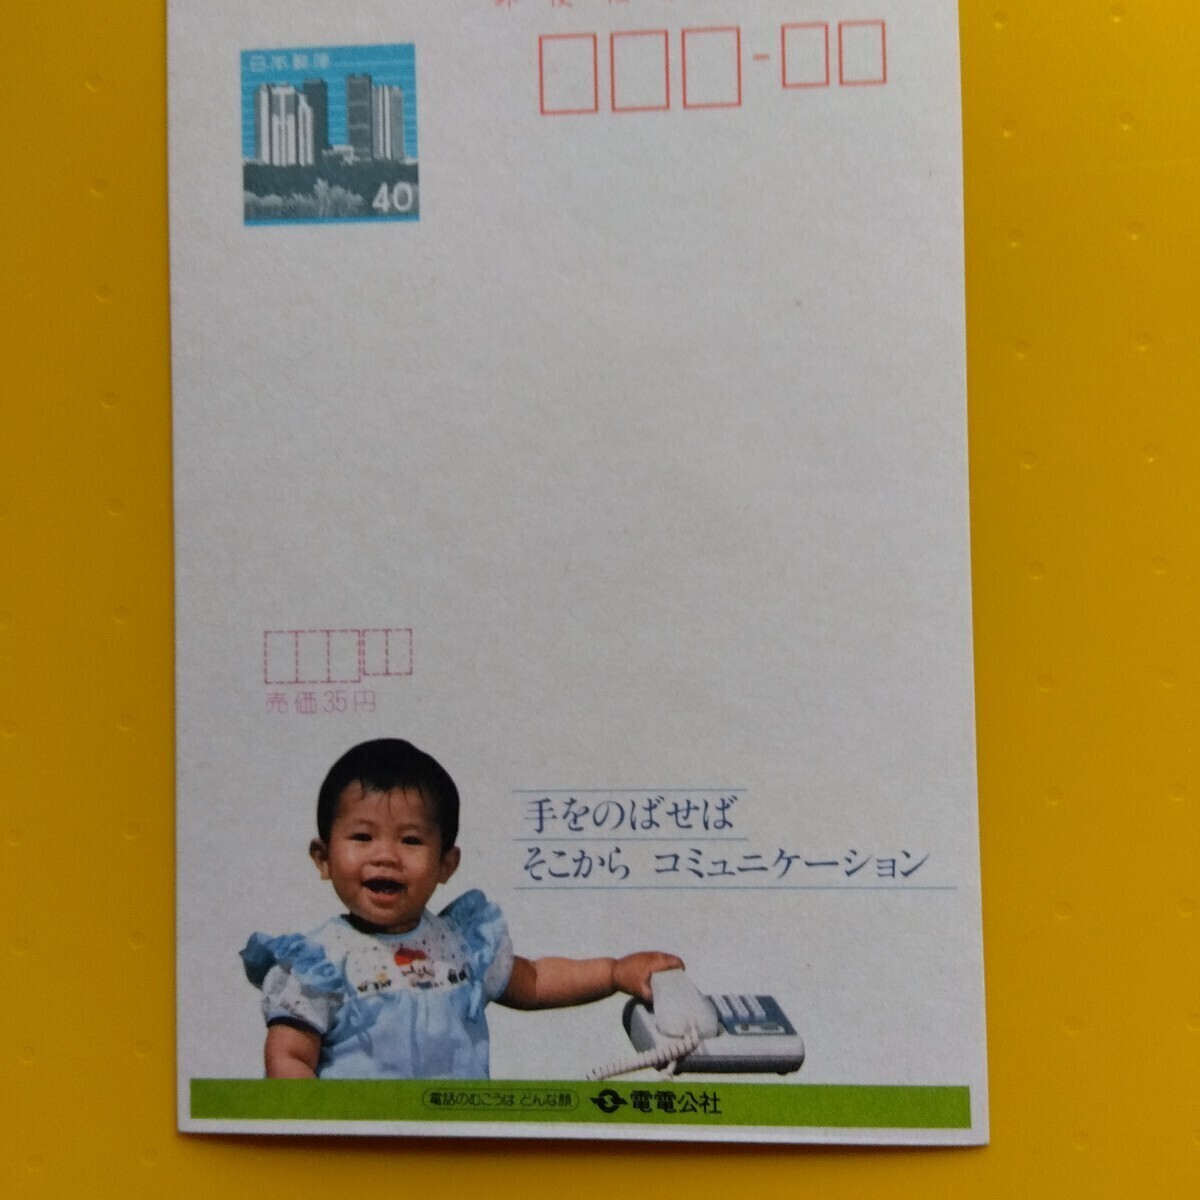 日本郵便
40
売価35円
手をのばせば
そこから コミュニケーション
電話のむこうは どんな顔
電電公社